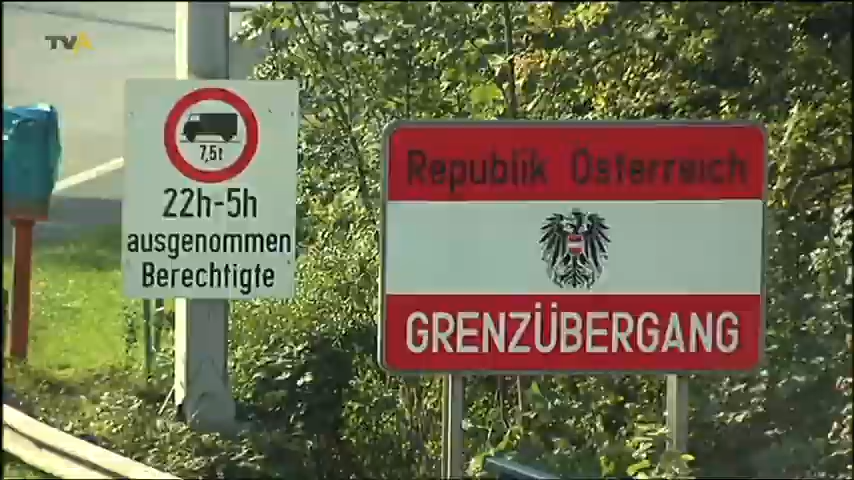 TVA
7,5t
22h-5h
ausgenommen
Berechtigte
Republik Österreich
GRENZÜBERGANG